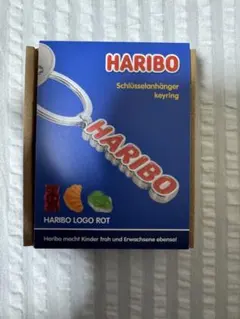 HARIBO
Schlüsselanhänger
keyring
HARIBO
HARIBO LOGO ROT
Haribo macht Kinder froh und Erwachsene ebenso!